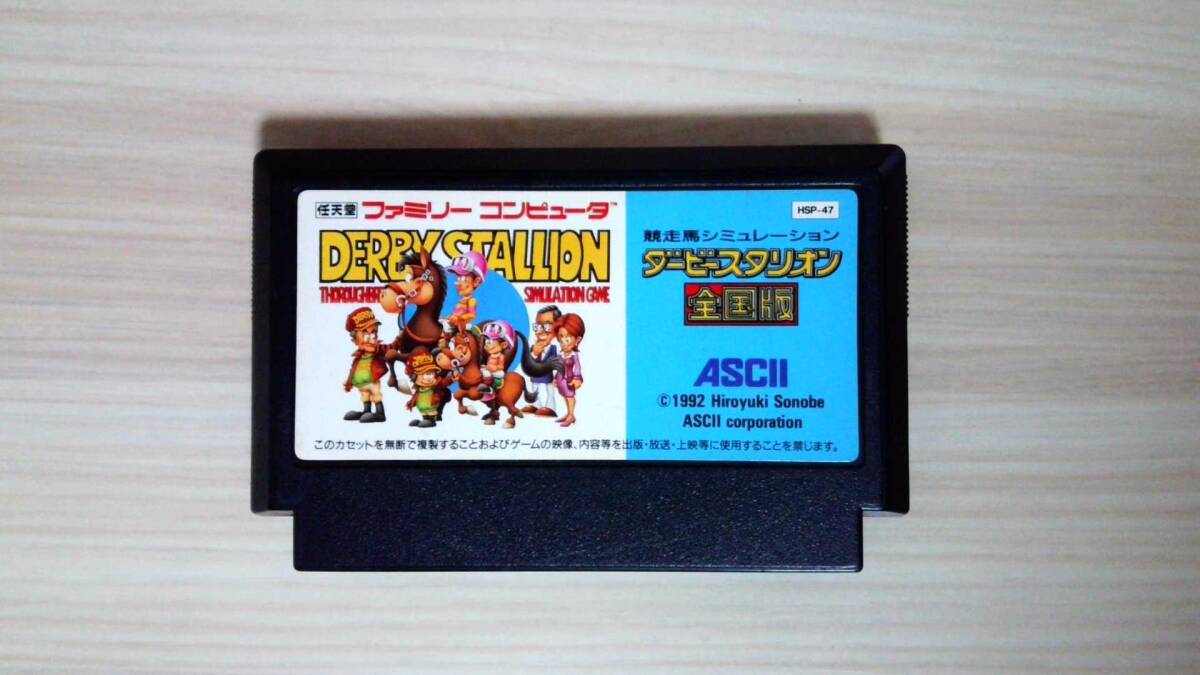 任天堂 ファミリー コンピュータ™
DERBY STALLION
SIMULATION GAME
HSP-47
競走馬シミュレーション
ダービースタリオン
全国版
ASCII
©1992 Hiroyuki Sonobe
ASCII corporation
このカセットを無断で複製することおよびゲームの映像、内容等を出版・放送・上映等に使用することを禁じます。